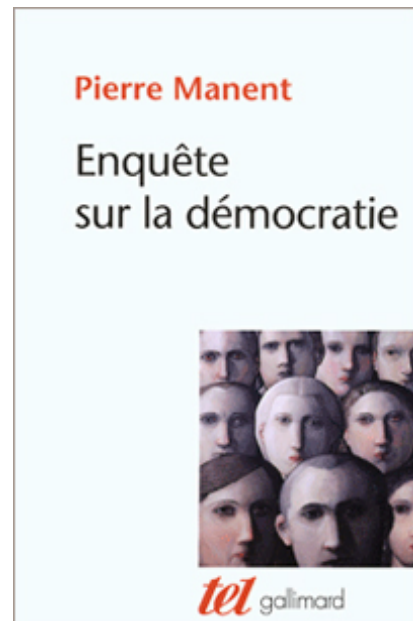 Pierre Manent
Enquête
sur la démocratie
tel gallimard